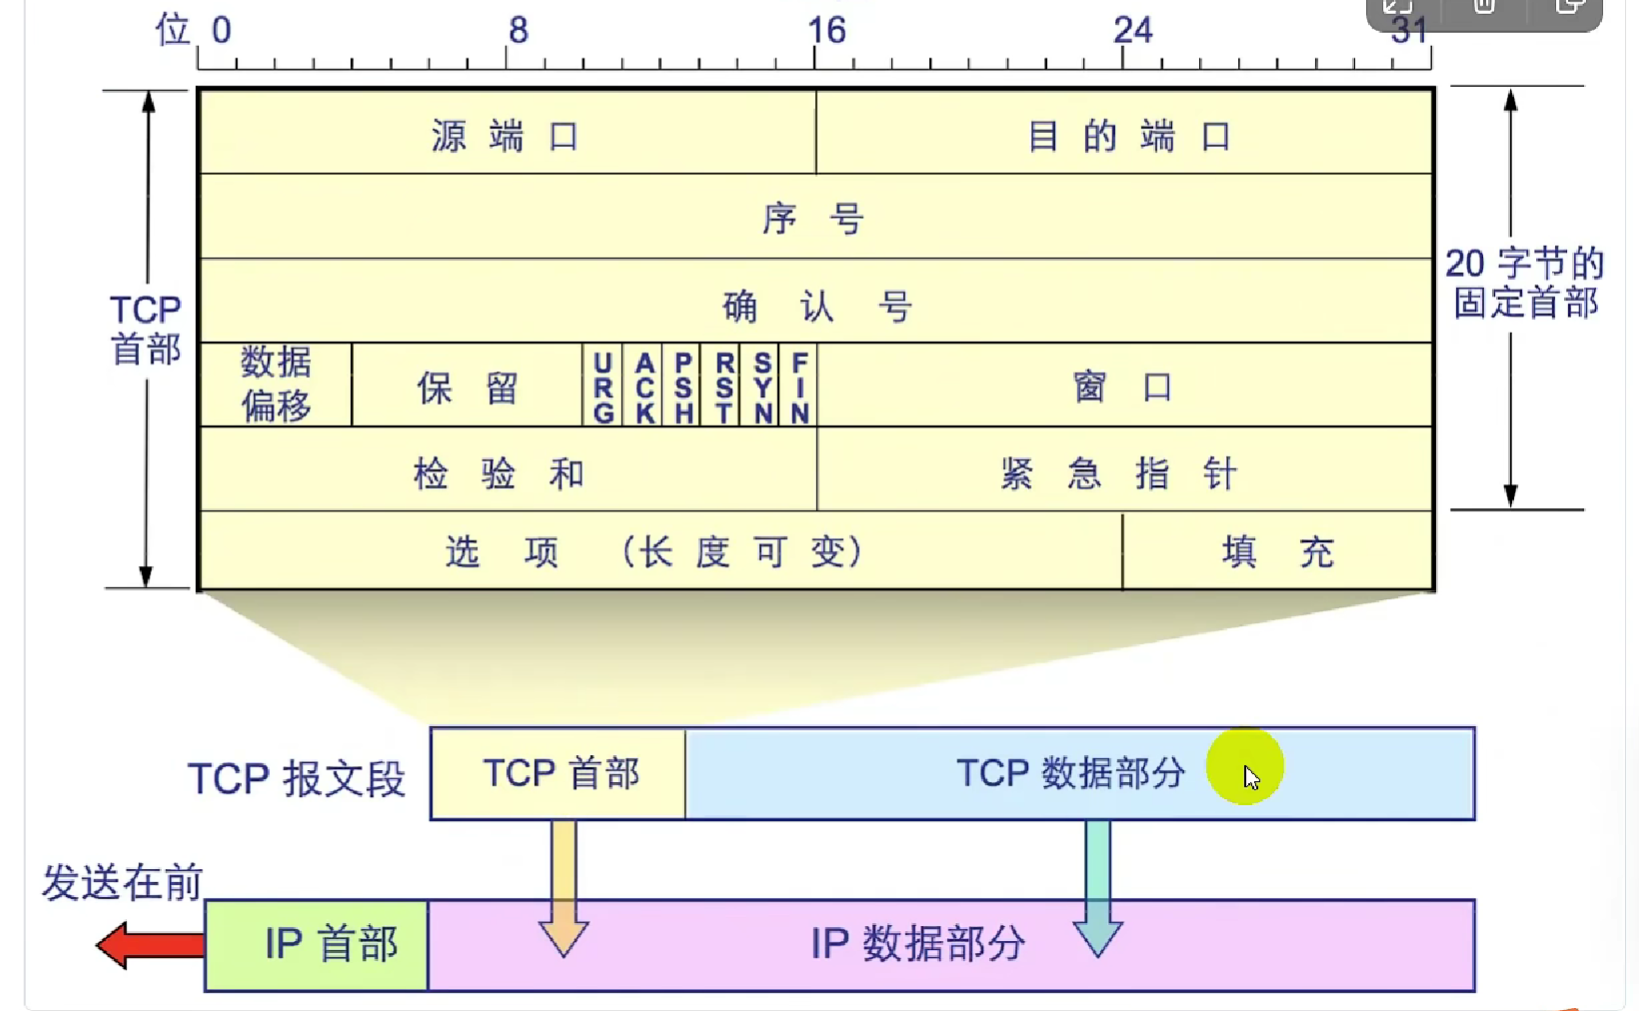 位 0 8 16 24 31
源 端 口 目 的 端 口
序 号
确 认 号
TCP
首部
20 字节的
固定首部
数据
偏移
保 留
URG
ACK
PSH
RST
SYN
FIN
窗 口
检 验 和 紧 急 指 针
选 项 （长 度 可 变） 填 充
TCP 报文段 TCP 首部 TCP 数据部分
发送在前
IP 首部 IP 数据部分